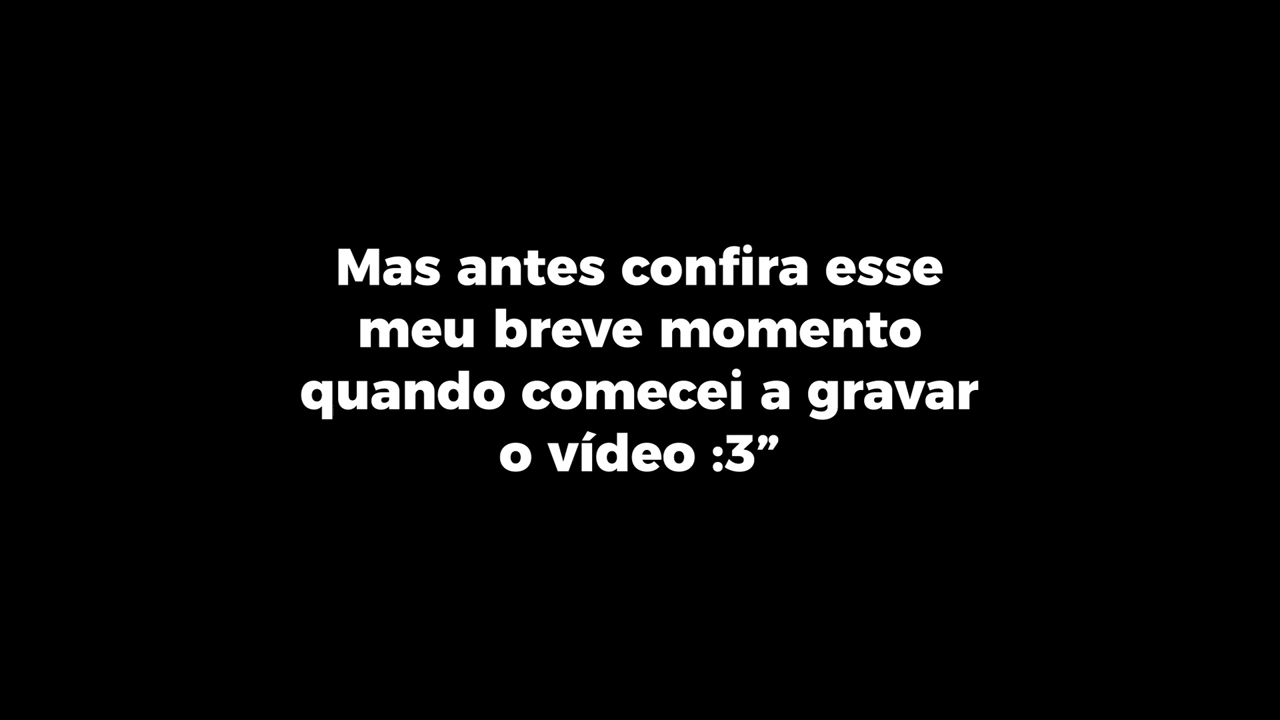 Mas antes confira esse
meu breve momento
quando comecei a gravar
o vídeo :3”